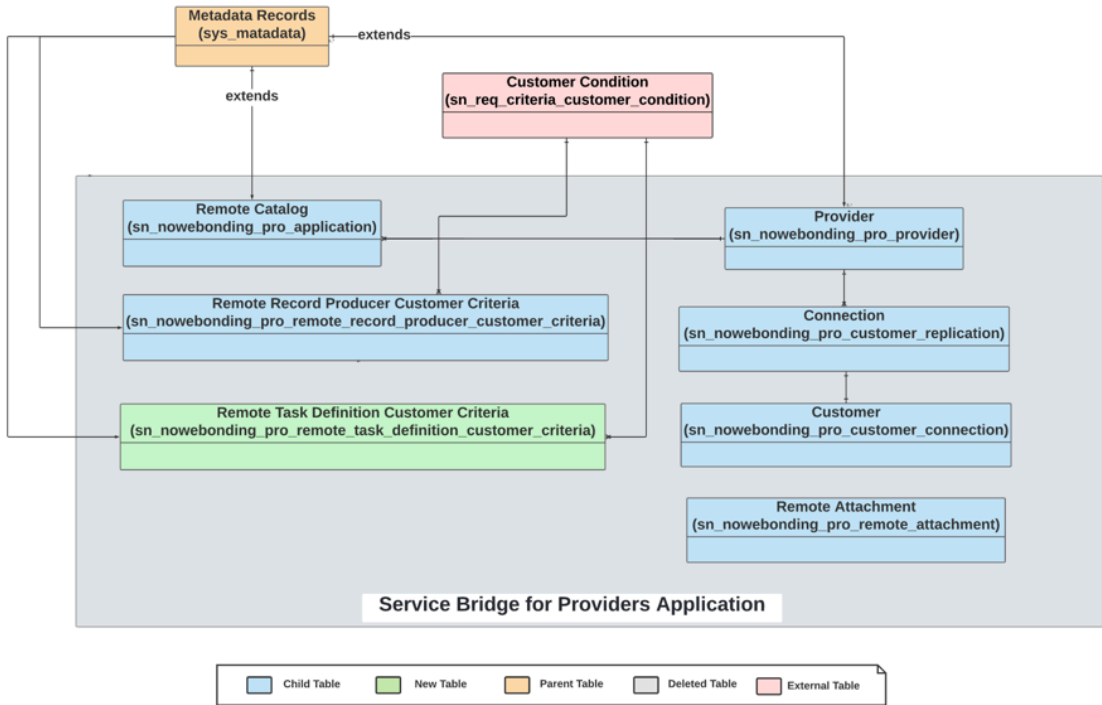 Metadata Records
(sys_matadata)
extends
extends
Customer Condition
(sn_req_criteria_customer_condition)
Remote Catalog
(sn_nowebonding_pro_application)
Provider
(sn_nowebonding_pro_provider)
Remote Record Producer Customer Criteria
(sn_nowebonding_pro_remote_record_producer_customer_criteria)
Connection
(sn_nowebonding_pro_customer_replication)
Remote Task Definition Customer Criteria
(sn_nowebonding_pro_remote_task_definition_customer_criteria)
Customer
(sn_nowebonding_pro_customer_connection)
Remote Attachment
(sn_nowebonding_pro_remote_attachment)
Service Bridge for Providers Application
Child Table
New Table
Parent Table
Deleted Table
External Table